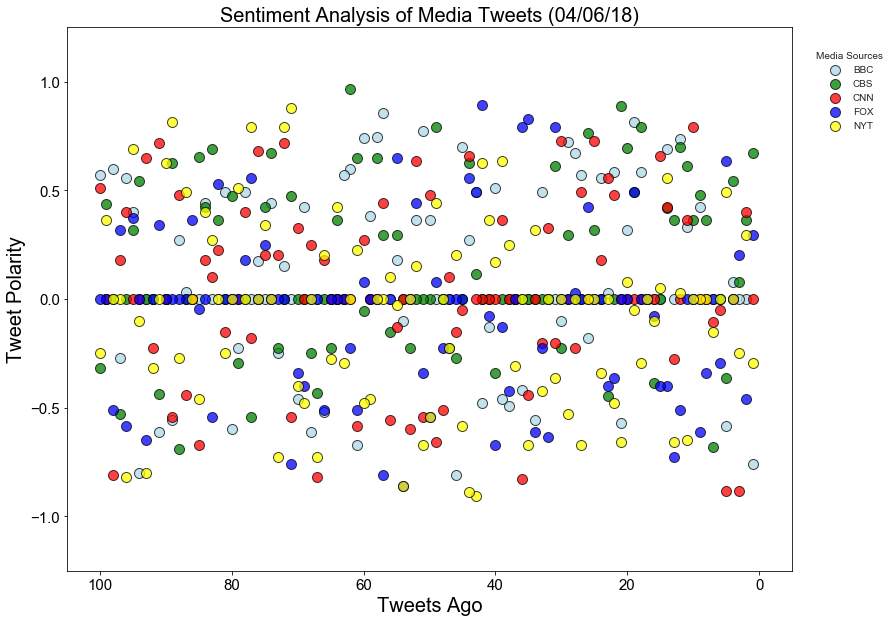 Sentiment Analysis of Media Tweets (04/06/18)
Media Sources
BBC
CBS
CNN
FOX
NYT
Tweet Polarity
1.0
0.5
0.0
−0.5
−1.0
100 80 60 40 20 0
Tweets Ago